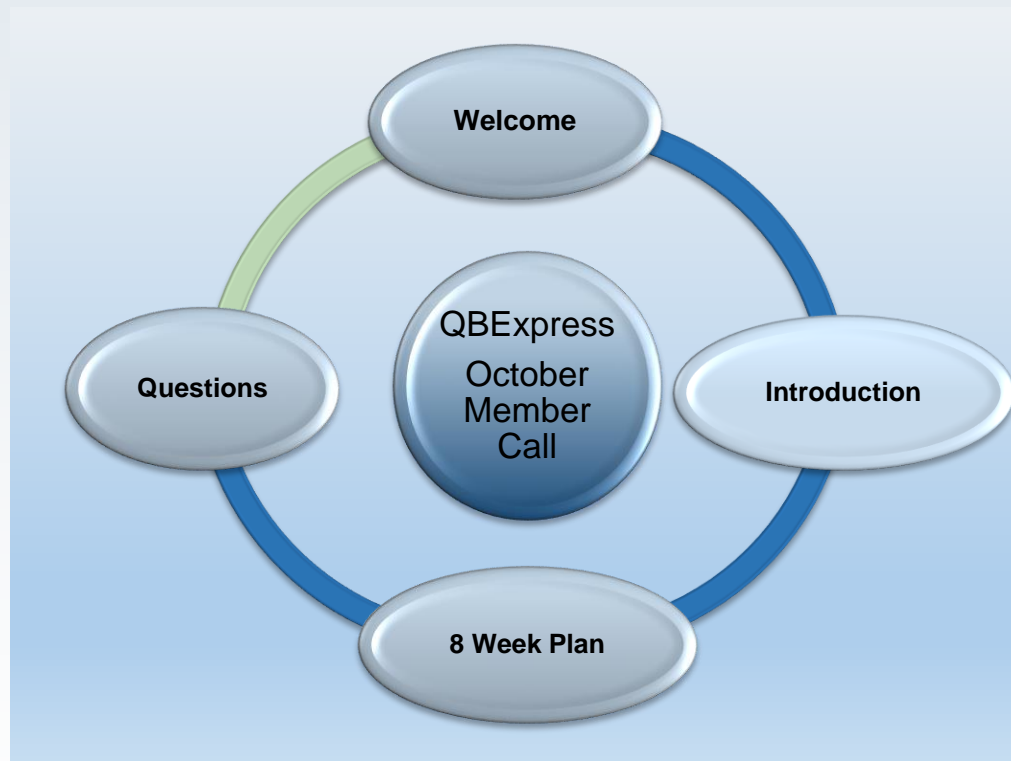 Welcome
QBExpress
October
Member
Call
Questions
Introduction
8 Week Plan